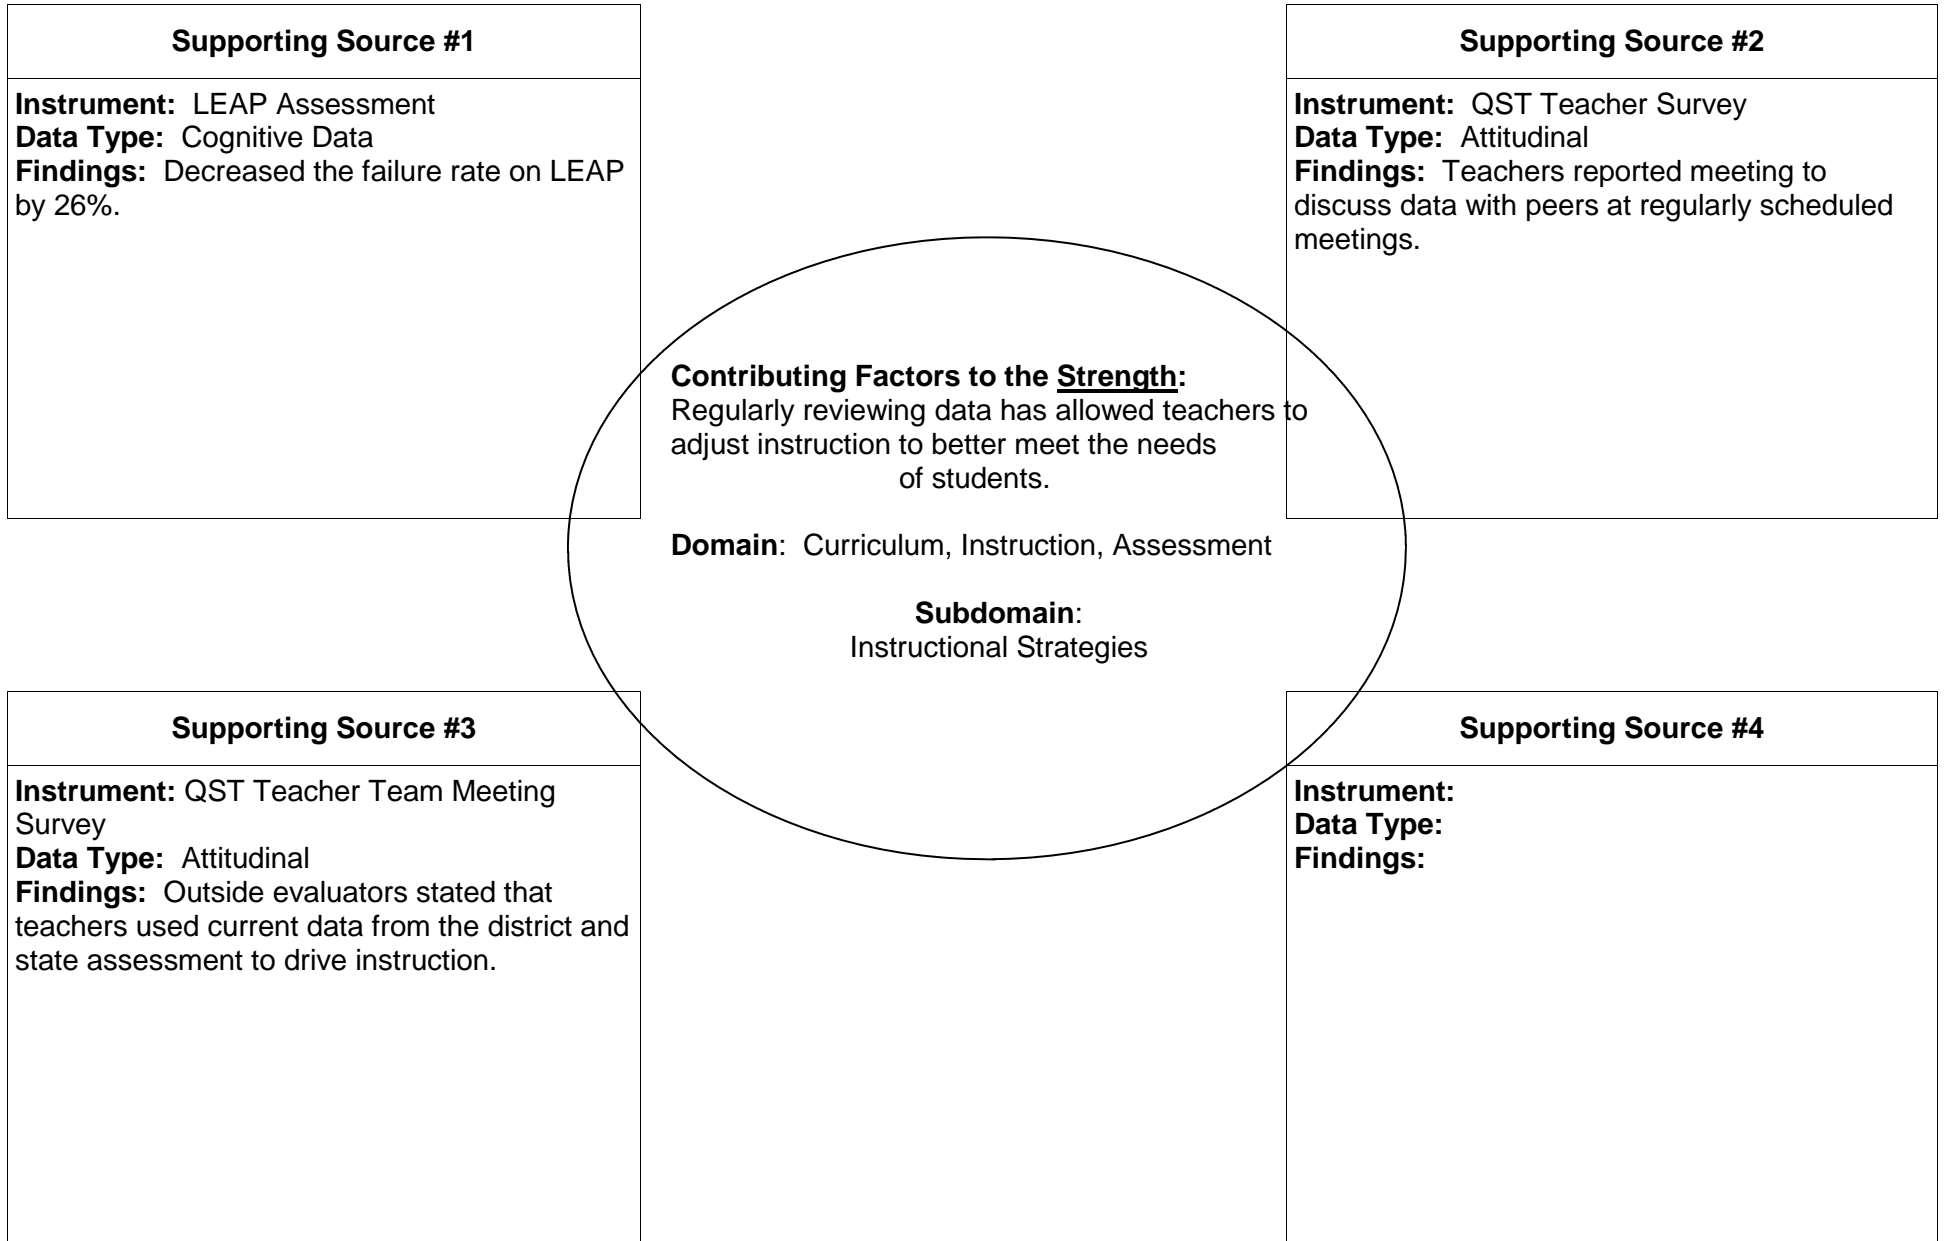 Supporting Source #1
Instrument: LEAP Assessment
Data Type: Cognitive Data
Findings: Decreased the failure rate on LEAP
by 26%.
Supporting Source #2
Instrument: QST Teacher Survey
Data Type: Attitudinal
Findings: Teachers reported meeting to
discuss data with peers at regularly scheduled
meetings.
Contributing Factors to the Strength:
Regularly reviewing data has allowed teachers to
adjust instruction to better meet the needs
of students.
Domain: Curriculum, Instruction, Assessment
Subdomain:
Instructional Strategies
Supporting Source #3
Instrument: QST Teacher Team Meeting
Survey
Data Type: Attitudinal
Findings: Outside evaluators stated that
teachers used current data from the district and
state assessment to drive instruction.
Supporting Source #4
Instrument:
Data Type:
Findings: